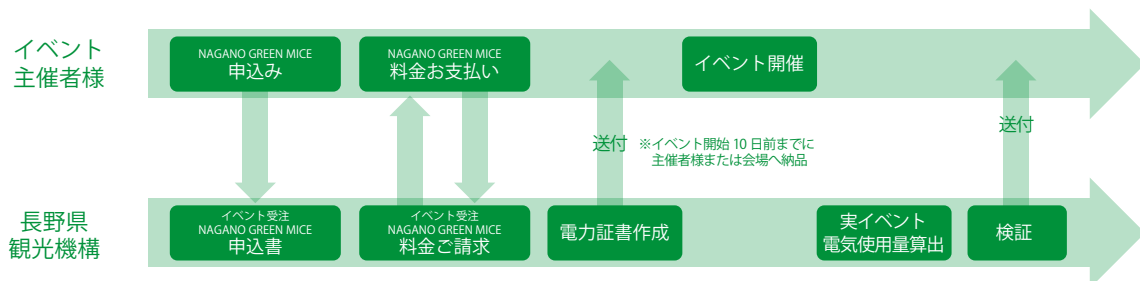 イベント
主催者様
NAGANO GREEN MICE
申込み
NAGANO GREEN MICE
料金お支払い
イベント開催
送付
※イベント開始 10 日前までに
主催者様または会場へ納品
送付
長野県
観光機構
イベント受注
NAGANO GREEN MICE
申込書
イベント受注
NAGANO GREEN MICE
料金ご請求
電力証書作成
実イベント
電気使用量算出
検証